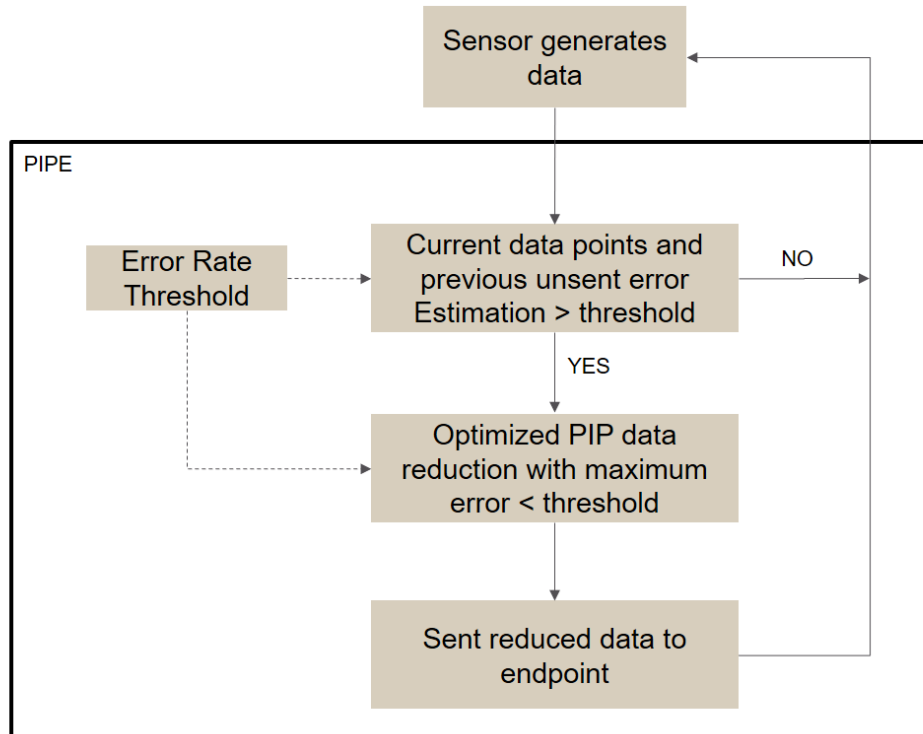 Sensor generates
data
PIPE
Error Rate
Threshold
Current data points and
previous unsent error
Estimation > threshold
NO
YES
Optimized PIP data
reduction with maximum
error < threshold
Sent reduced data to
endpoint